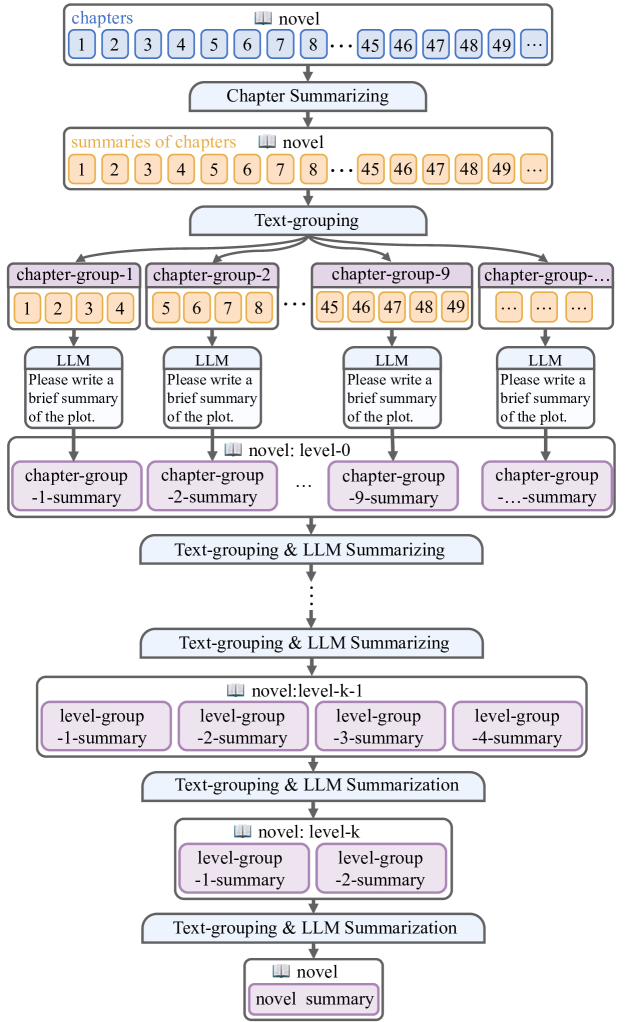 chapters
novel
1 2 3 4 5 6 7 8 ... 45 46 47 48 49 ...
Chapter Summarizing
summaries of chapters
novel
1 2 3 4 5 6 7 8 ... 45 46 47 48 49 ...
Text-grouping
chapter-group-1
1 2 3 4
chapter-group-2
5 6 7 8
...
chapter-group-9
45 46 47 48 49
chapter-group-...
... ... ...
LLM
Please write a
brief summary
of the plot.
LLM
Please write a
brief summary
of the plot.
LLM
Please write a
brief summary
of the plot.
LLM
Please write a
brief summary
of the plot.
novel: level-0
chapter-group
-1-summary
chapter-group
-2-summary
...
chapter-group
-9-summary
chapter-group
-...-summary
Text-grouping & LLM Summarizing
Text-grouping & LLM Summarizing
novel:level-k-1
level-group
-1-summary
level-group
-2-summary
level-group
-3-summary
level-group
-4-summary
Text-grouping & LLM Summarization
novel: level-k
level-group
-1-summary
level-group
-2-summary
Text-grouping & LLM Summarization
novel
novel summary